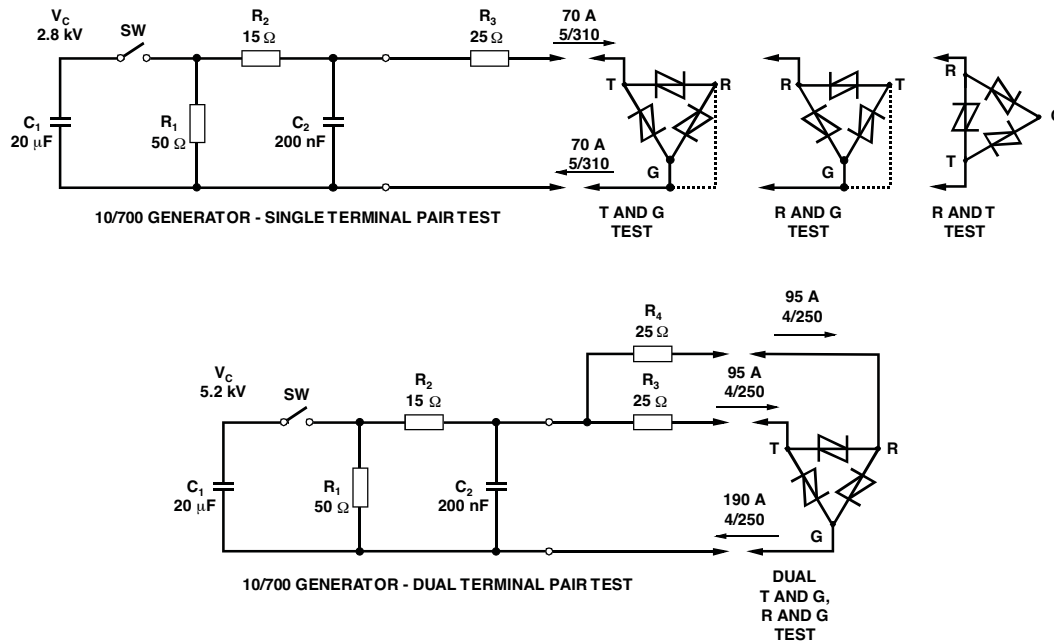 V_C
2.8 kV
SW
R_2
15 Ω
R_3
25 Ω
70 A
5/310
C_1
20 μF
R_1
50 Ω
C_2
200 nF
70 A
5/310
T
R
G
R
T
G
R
T
10/700 GENERATOR - SINGLE TERMINAL PAIR TEST
T AND G
TEST
R AND G
TEST
R AND T
TEST
V_C
5.2 kV
SW
R_2
15 Ω
R_4
25 Ω
R_3
25 Ω
95 A
4/250
95 A
4/250
C_1
20 μF
R_1
50 Ω
C_2
200 nF
190 A
4/250
T
R
G
10/700 GENERATOR - DUAL TERMINAL PAIR TEST
DUAL
T AND G,
R AND G
TEST